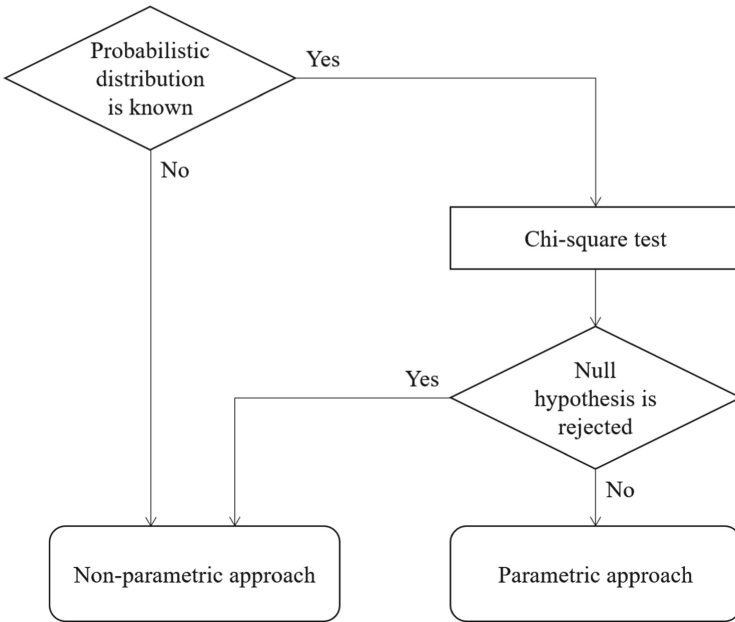 Probabilistic
distribution
is known
Yes
No
Chi-square test
Yes
Null
hypothesis is
rejected
No
Non-parametric approach
Parametric approach